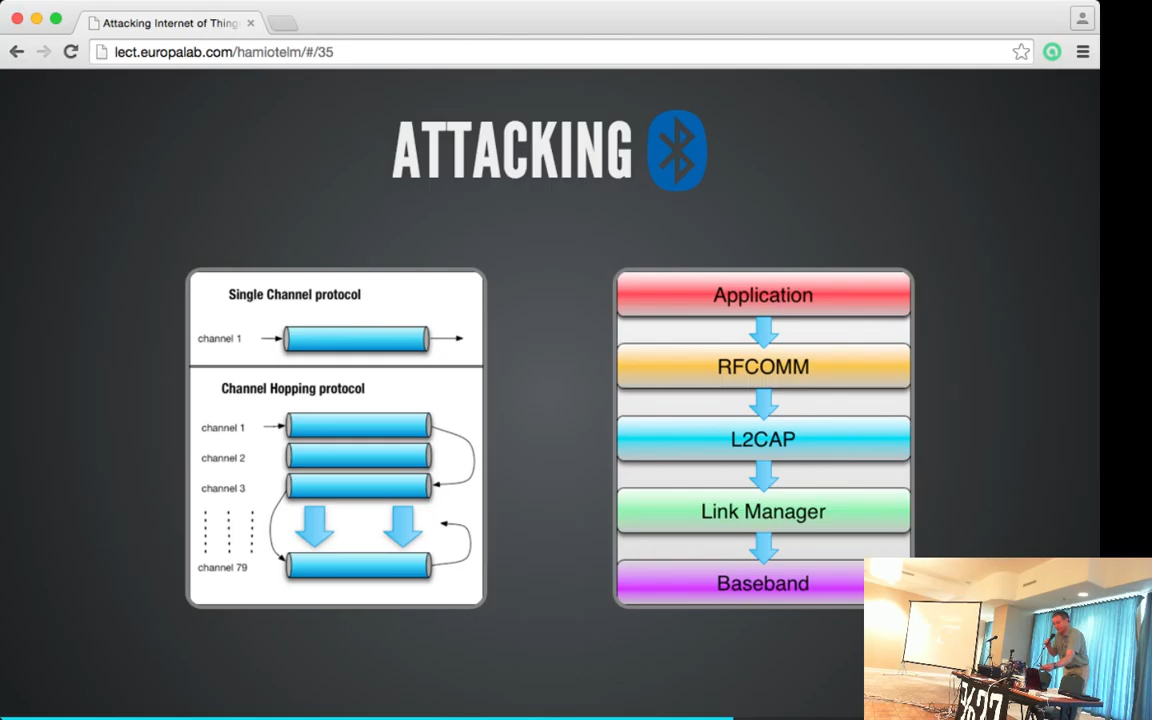 Attacking Internet of Thing
lect.europalab.com/hamiotelm/#/35
ATTACKING
Single Channel protocol
channel 1
Channel Hopping protocol
channel 1
channel 2
channel 3
channel 79
Application
RFCOMM
L2CAP
Link Manager
Baseband